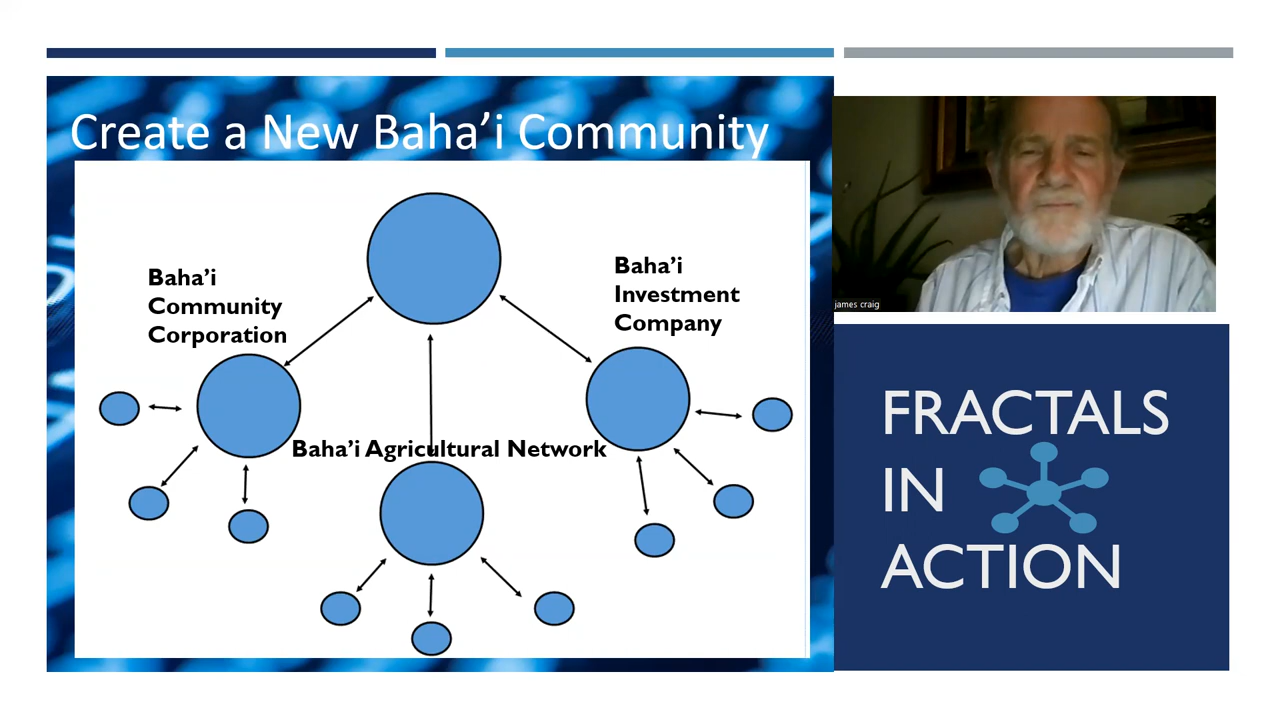 Create a New Baha’i Community
Baha’i
Community
Corporation
Baha’i
Investment
Company
Baha’i Agricultural Network
james craig
FRACTALS
IN
ACTION